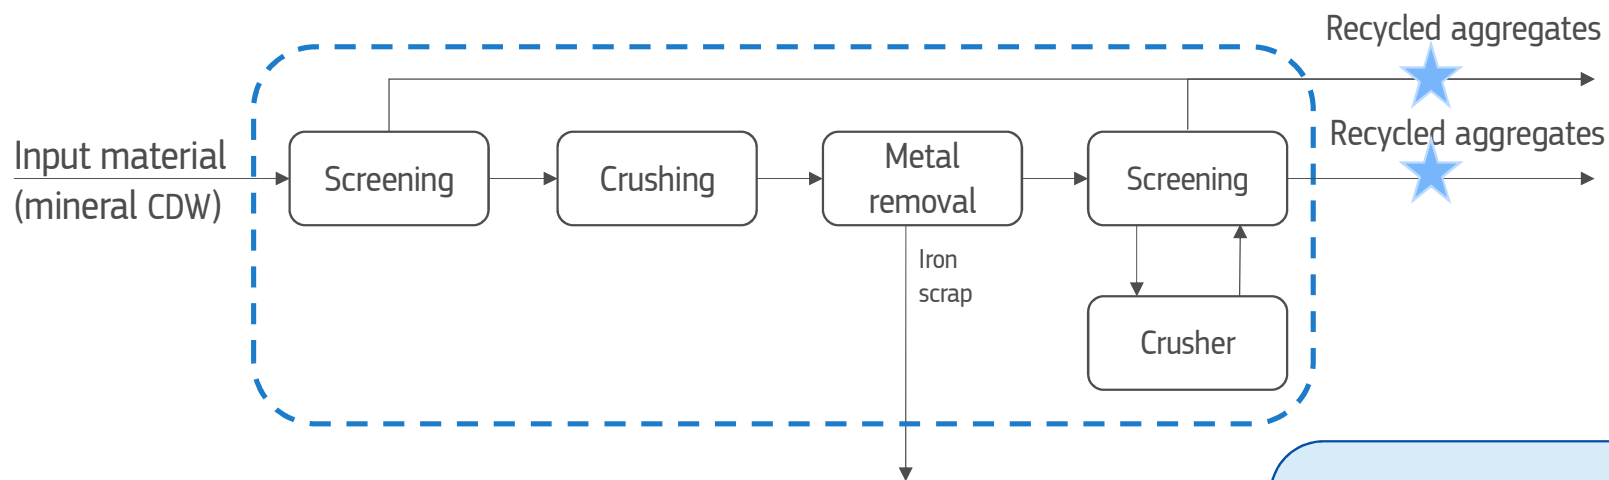 Recycled aggregates
Input material
(mineral CDW)
Screening
Crushing
Metal
removal
Screening
Recycled aggregates
Iron
scrap
Crusher